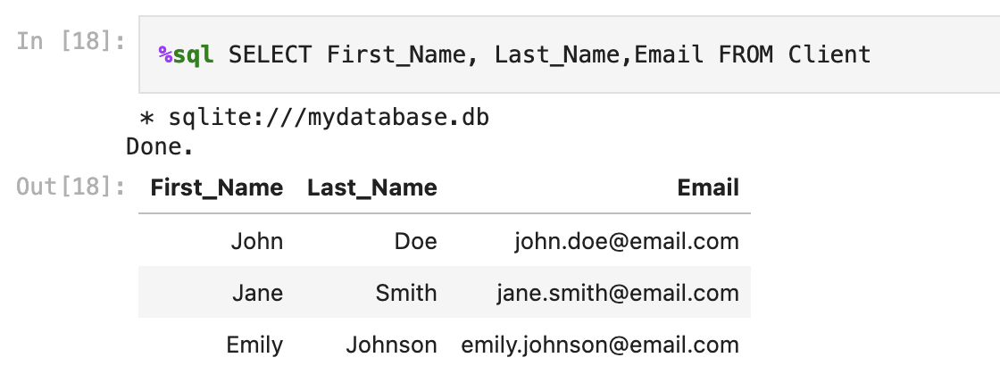 In [18]: %sql SELECT First_Name, Last_Name,Email FROM Client
* sqlite:///mydatabase.db
Done.
Out[18]: First_Name Last_Name Email
John Doe john.doe@email.com
Jane Smith jane.smith@email.com
Emily Johnson emily.johnson@email.com